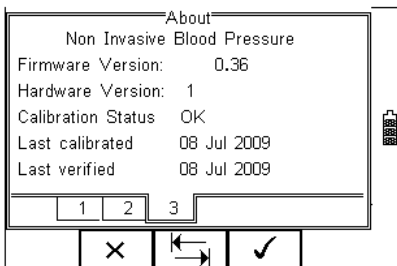 About
Non Invasive Blood Pressure
Firmware Version: 0.36
Hardware Version: 1
Calibration Status OK
Last calibrated 08 Jul 2009
Last verified 08 Jul 2009
1 2 3